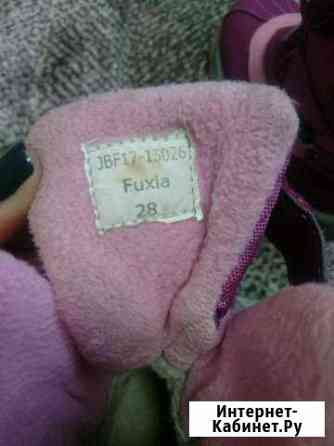 JBF17-15026
Fuxia
28
Интернет-
Кабинет.Ру